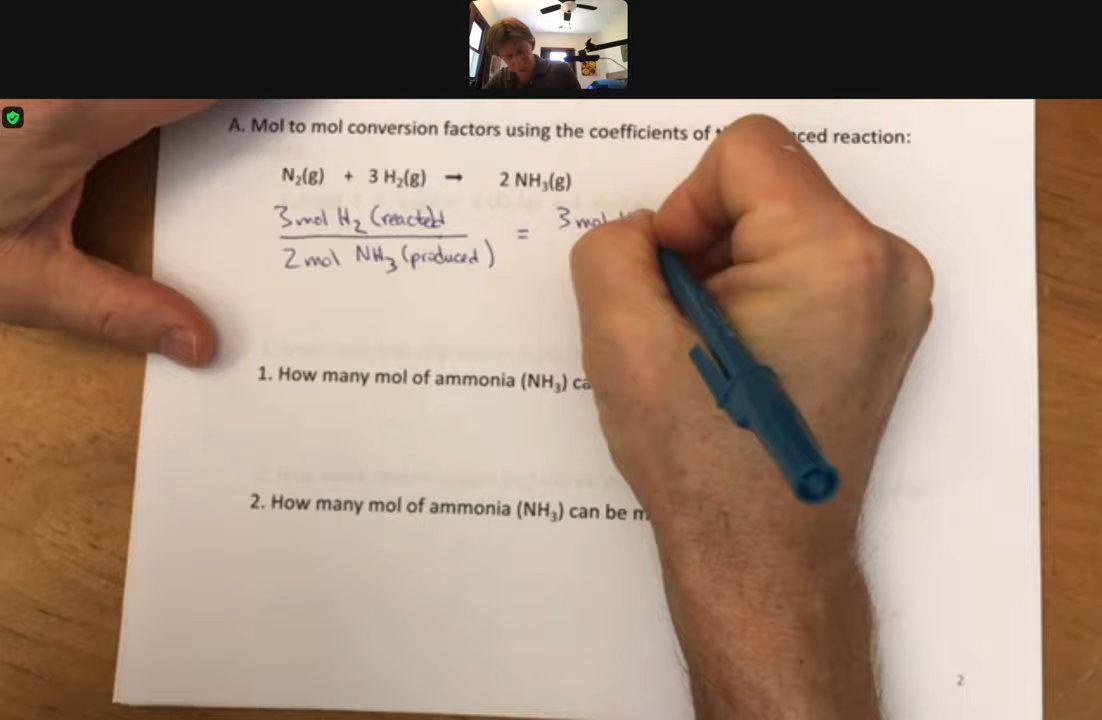 A. Mol to mol conversion factors using the coefficients of reaction:
N₂(g) + 3 H₂(g) → 2 NH₃(g)
3 mol H₂ (reacted)
2 mol NH₃ (produced)
= 3 mol
1. How many mol of ammonia (NH₃)
2. How many mol of ammonia (NH₃) can be
2